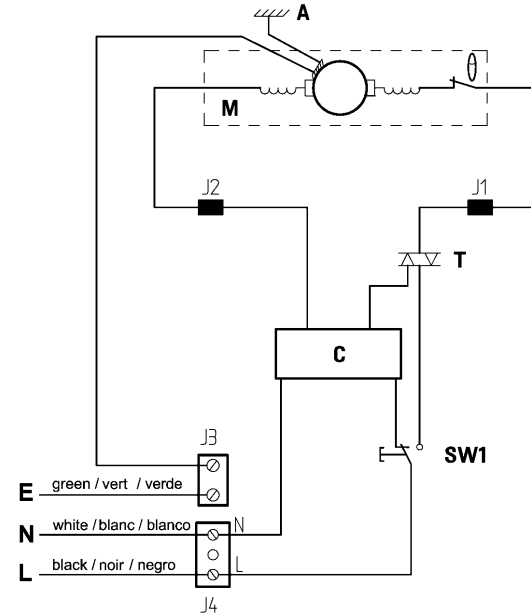 A
M
J2
J1
T
C
J3
SW1
E green / vert / verde
N white / blanc / blanco N
L black / noir / negro L
J4